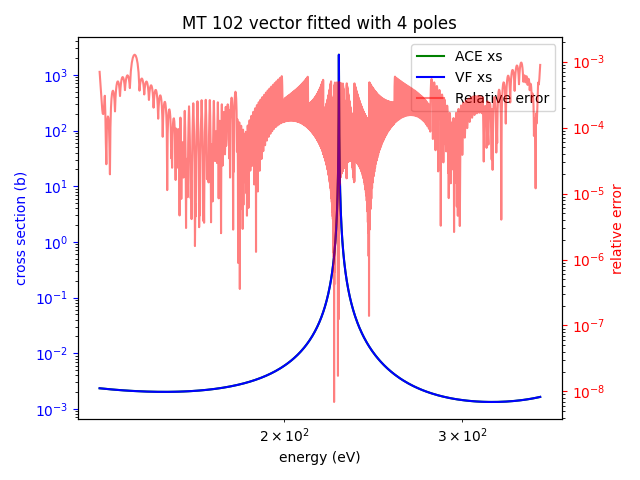 MT 102 vector fitted with 4 poles
ACE xs
VF xs
Relative error
cross section (b)
10³
10²
10¹
10⁰
10⁻¹
10⁻²
10⁻³
relative error
10⁻³
10⁻⁴
10⁻⁵
10⁻⁶
10⁻⁷
10⁻⁸
2 × 10² 3 × 10²
energy (eV)